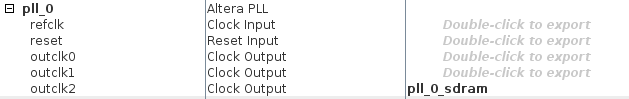 pll_0 Altera PLL
refclk Clock Input Double-click to export
reset Reset Input Double-click to export
outclk0 Clock Output Double-click to export
outclk1 Clock Output Double-click to export
outclk2 Clock Output pll_0_sdram